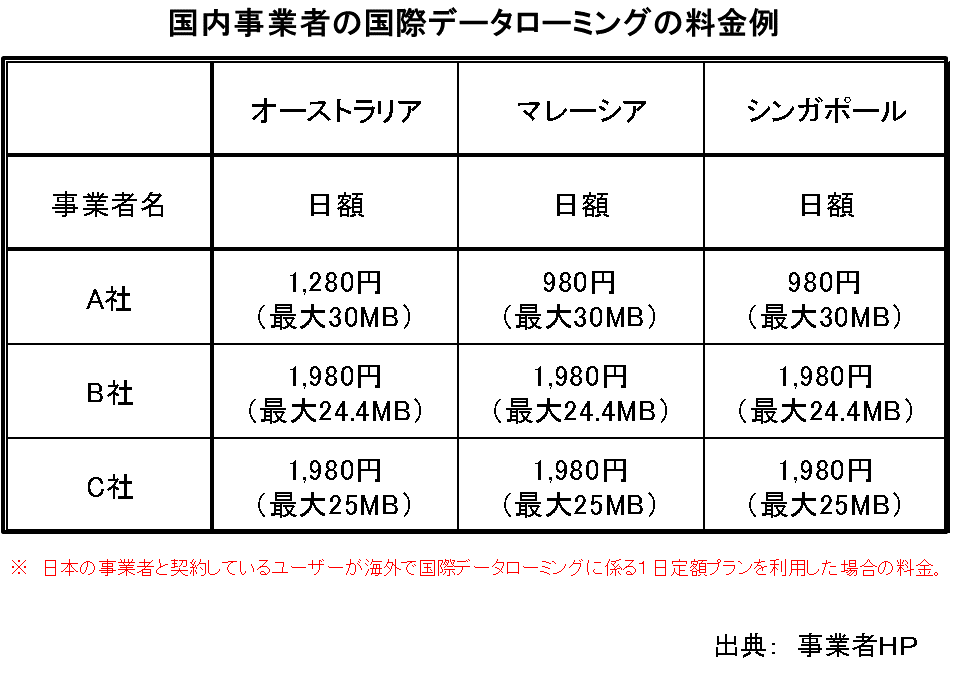 国内事業者の国際データローミングの料金例
オーストラリア マレーシア シンガポール
事業者名 日額 日額 日額
A社 1,280円（最大30MB） 980円（最大30MB） 980円（最大30MB）
B社 1,980円（最大24.4MB） 1,980円（最大24.4MB） 1,980円（最大24.4MB）
C社 1,980円（最大25MB） 1,980円（最大25MB） 1,980円（最大25MB）
※　日本の事業者と契約しているユーザーが海外で国際データローミングに係る１日定額プランを利用した場合の料金。
出典：　事業者HP